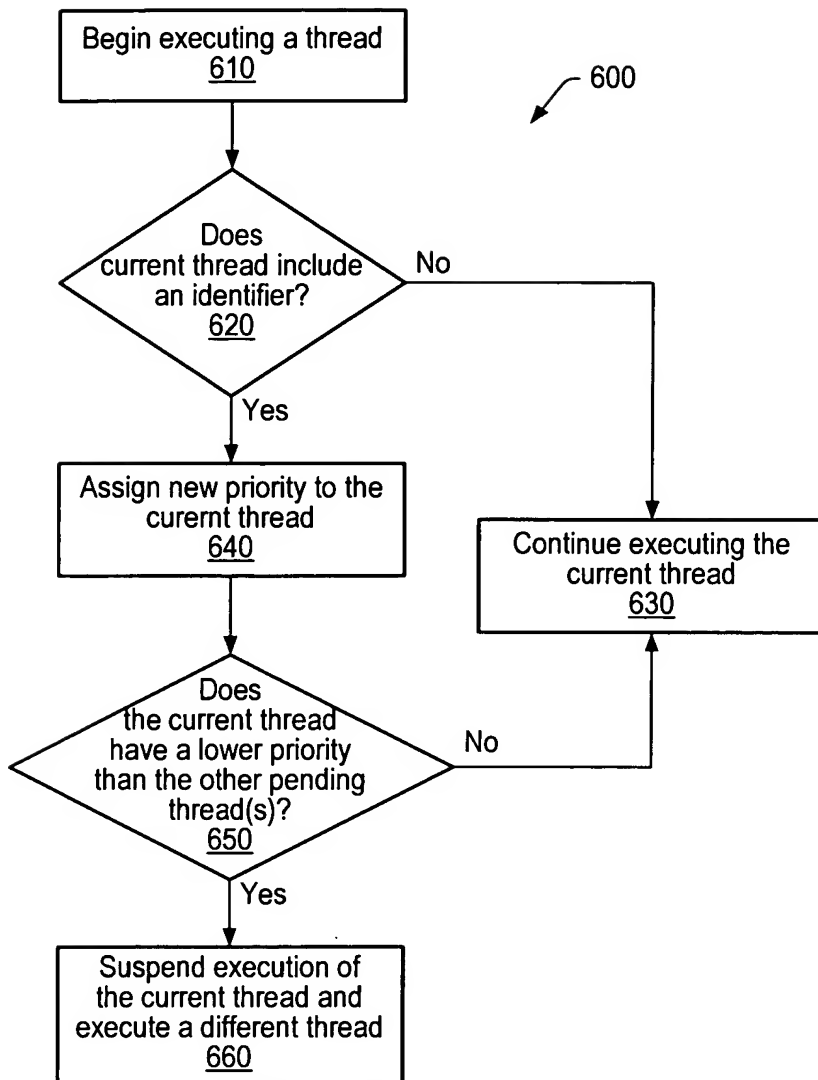 Begin executing a thread
610
600
Does
current thread include
an identifier?
620
No
Yes
Assign new priority to the
curernt thread
640
Continue executing the
current thread
630
Does
the current thread
have a lower priority
than the other pending
thread(s)?
650
No
Yes
Suspend execution of
the current thread and
execute a different thread
660